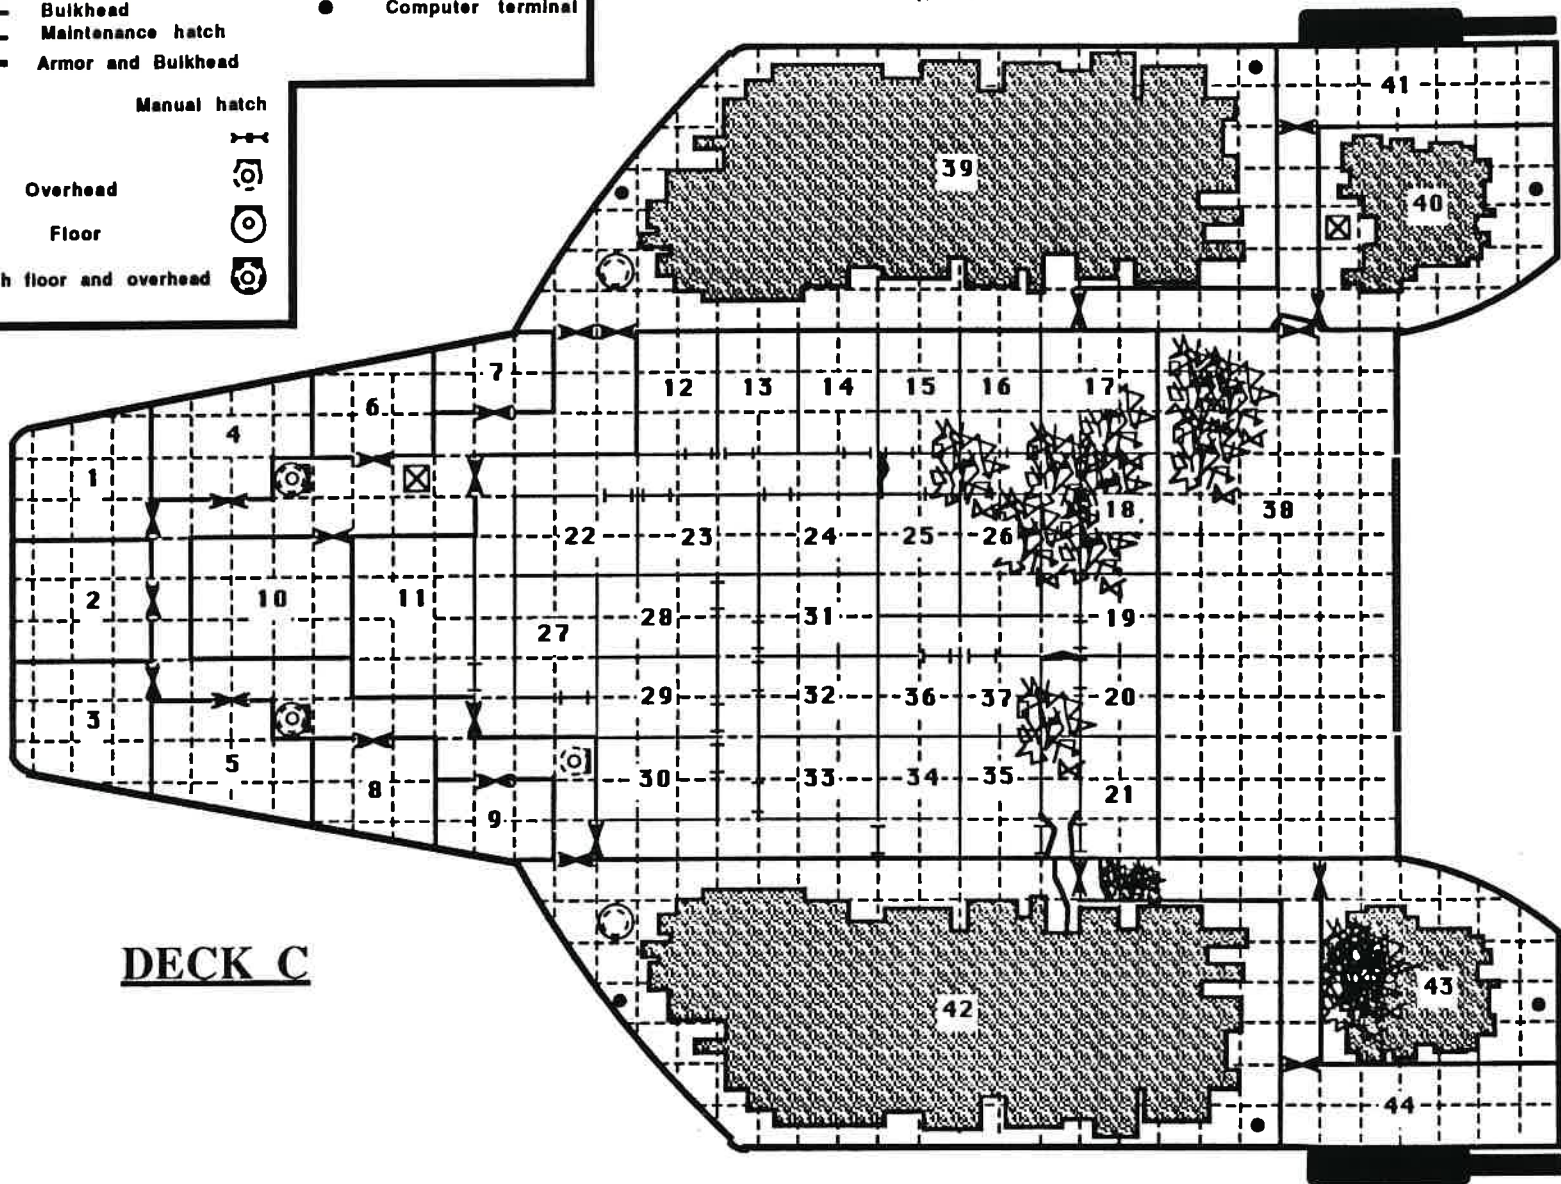 Bulkhead
Computer terminal
Maintenance hatch
Armor and Bulkhead
Manual hatch
Overhead
Floor
h floor and overhead
41
39
40
7
12 13 14 15 16 17
6
4
1
18 38
22 23 24 25 26
2 10 11
28 31 19
27
29 32 36 37 20
3
5
30 33 34 35
8 21
9
DECK C
43
42
44